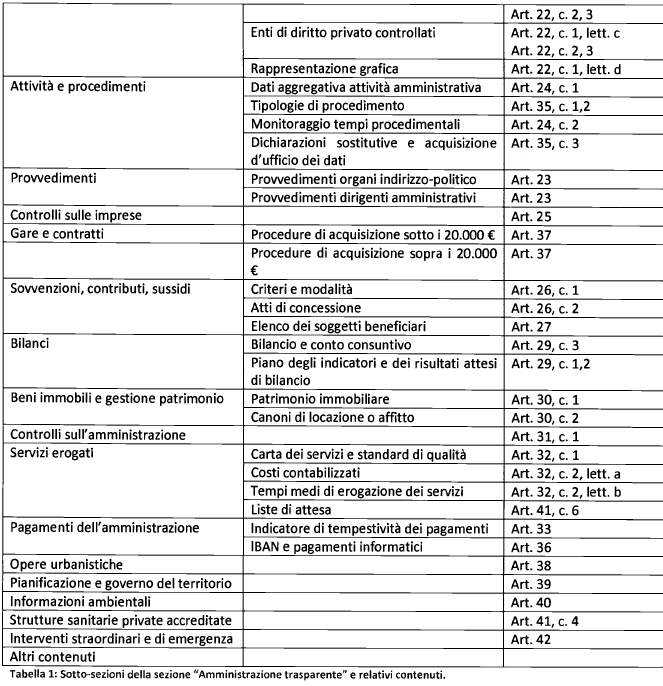 Art. 22, c. 2, 3
Enti di diritto privato controllati Art. 22, c. 1, lett. c
Art. 22, c. 2, 3
Rappresentazione grafica Art. 22, c. 1, lett. d
Attività e procedimenti Dati aggregativa attività amministrativa Art. 24, c. 1
Tipologie di procedimento Art. 35, c. 1,2
Monitoraggio tempi procedimentali Art. 24, c. 2
Dichiarazioni sostitutive e acquisizione Art. 35, c. 3
d'ufficio dei dati
Provvedimenti Provvedimenti organi indirizzo-politico Art. 23
Provvedimenti dirigenti amministrativi Art. 23
Controlli sulle imprese Art. 25
Gare e contratti Procedure di acquisizione sotto i 20.000 € Art. 37
Procedure di acquisizione sopra i 20.000 Art. 37
€
Sovvenzioni, contributi, sussidi Criteri e modalità Art. 26, c. 1
Atti di concessione Art. 26, c. 2
Elenco dei soggetti beneficiari Art. 27
Bilanci Bilancio e conto consuntivo Art. 29, c. 3
Piano degli indicatori e dei risultati attesi Art. 29, c. 1,2
di bilancio
Beni immobili e gestione patrimonio Patrimonio immobiliare Art. 30, c. 1
Canoni di locazione o affitto Art. 30, c. 2
Controlli sull'amministrazione Art. 31, c. 1
Servizi erogati Carta dei servizi e standard di qualità Art. 32, c. 1
Costi contabilizzati Art. 32, c. 2, lett. a
Tempi medi di erogazione dei servizi Art. 32, c. 2, lett. b
Liste di attesa Art. 41, c. 6
Pagamenti dell'amministrazione Indicatore di tempestività dei pagamenti Art. 33
IBAN e pagamenti informatici Art. 36
Opere urbanistiche Art. 38
Pianificazione e governo del territorio Art. 39
Informazioni ambientali Art. 40
Strutture sanitarie private accreditate Art. 41, c. 4
Interventi straordinari e di emergenza Art. 42
Altri contenuti
Tabella 1: Sotto-sezioni della sezione "Amministrazione trasparente" e relativi contenuti.